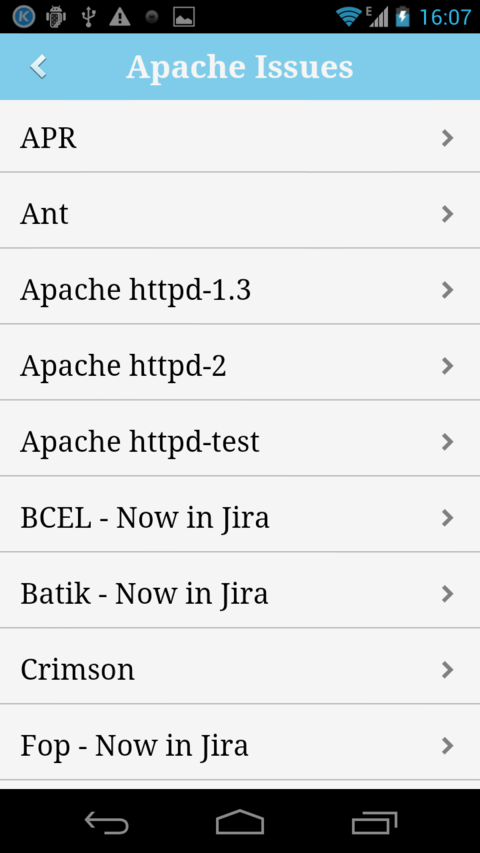 K E 16:07
Apache Issues
APR
Ant
Apache httpd-1.3
Apache httpd-2
Apache httpd-test
BCEL - Now in Jira
Batik - Now in Jira
Crimson
Fop - Now in Jira